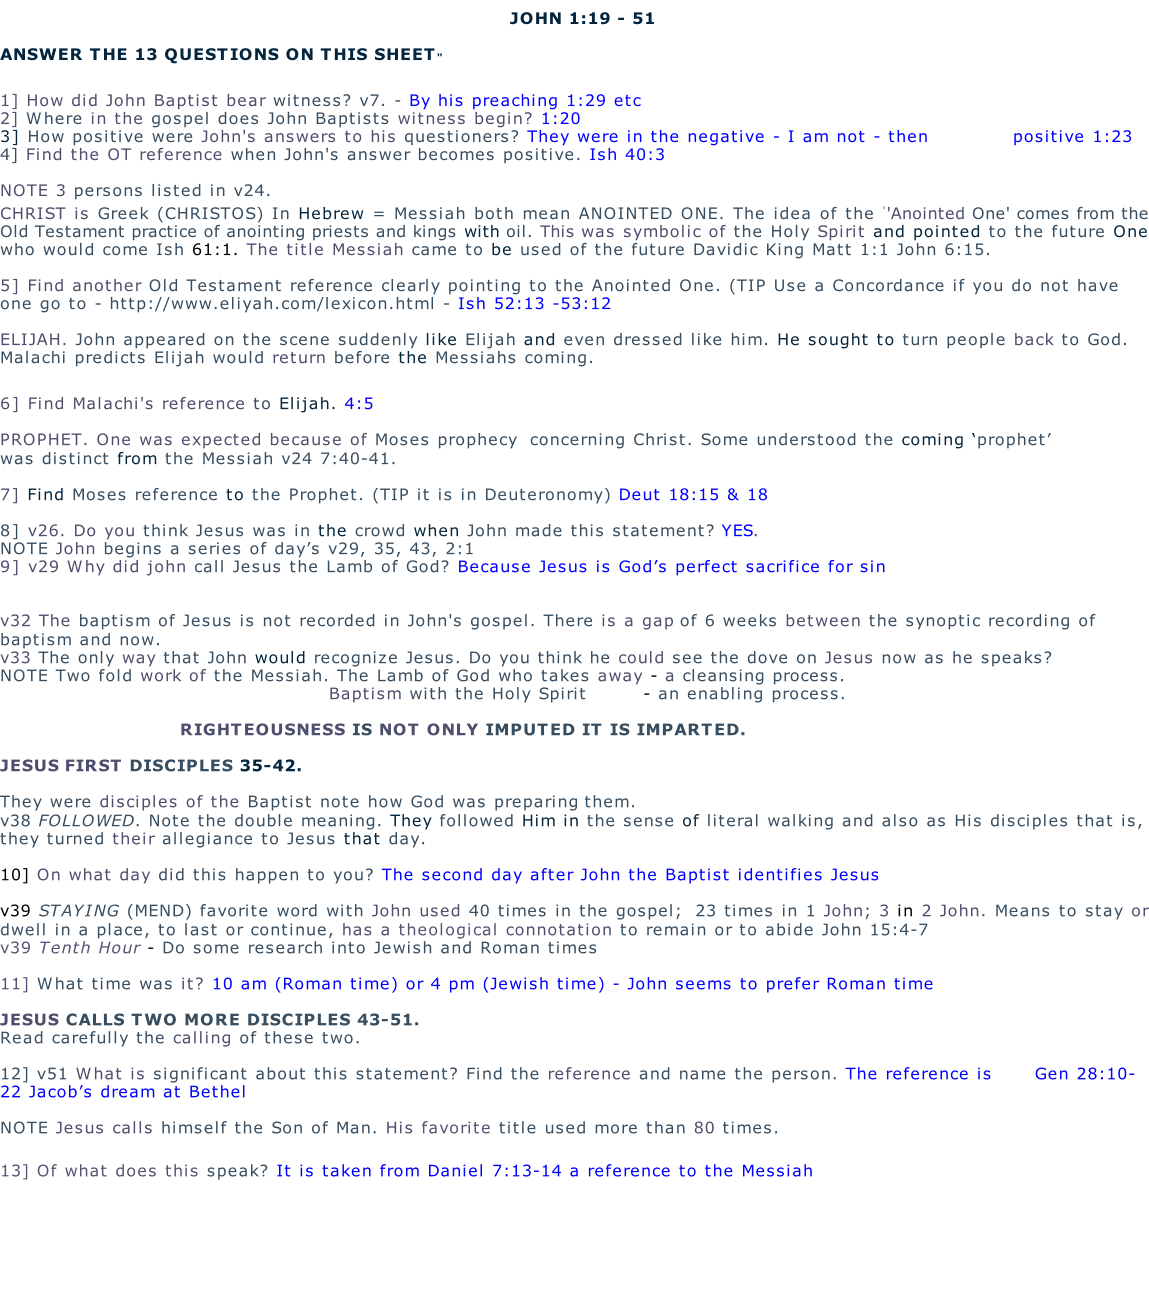 JOHN 1:19 - 51
ANSWER THE 13 QUESTIONS ON THIS SHEET"
1] How did John Baptist bear witness? v7. - By his preaching 1:29 etc
2] Where in the gospel does John Baptists witness begin? 1:20
3] How positive were John's answers to his questioners? They were in the negative - I am not - then positive 1:23
4] Find the OT reference when John's answer becomes positive. Ish 40:3
NOTE 3 persons listed in v24.
CHRIST is Greek (CHRISTOS) In Hebrew = Messiah both mean ANOINTED ONE. The idea of the ''Anointed One' comes from the
Old Testament practice of anointing priests and kings with oil. This was symbolic of the Holy Spirit and pointed to the future One
who would come Ish 61:1. The title Messiah came to be used of the future Davidic King Matt 1:1 John 6:15.
5] Find another Old Testament reference clearly pointing to the Anointed One. (TIP Use a Concordance if you do not have
one go to - http://www.eliyah.com/lexicon.html - Ish 52:13 -53:12
ELIJAH. John appeared on the scene suddenly like Elijah and even dressed like him. He sought to turn people back to God.
Malachi predicts Elijah would return before the Messiahs coming.
6] Find Malachi's reference to Elijah. 4:5
PROPHET. One was expected because of Moses prophecy concerning Christ. Some understood the coming ‘prophet’
was distinct from the Messiah v24 7:40-41.
7] Find Moses reference to the Prophet. (TIP it is in Deuteronomy) Deut 18:15 & 18
8] v26. Do you think Jesus was in the crowd when John made this statement? YES.
NOTE John begins a series of day’s v29, 35, 43, 2:1
9] v29 Why did john call Jesus the Lamb of God? Because Jesus is God’s perfect sacrifice for sin
v32 The baptism of Jesus is not recorded in John's gospel. There is a gap of 6 weeks between the synoptic recording of
baptism and now.
v33 The only way that John would recognize Jesus. Do you think he could see the dove on Jesus now as he speaks?
NOTE Two fold work of the Messiah. The Lamb of God who takes away - a cleansing process.
Baptism with the Holy Spirit - an enabling process.
RIGHTEOUSNESS IS NOT ONLY IMPUTED IT IS IMPARTED.
JESUS FIRST DISCIPLES 35-42.
They were disciples of the Baptist note how God was preparing them.
v38 FOLLOWED. Note the double meaning. They followed Him in the sense of literal walking and also as His disciples that is,
they turned their allegiance to Jesus that day.
10] On what day did this happen to you? The second day after John the Baptist identifies Jesus
v39 STAYING (MEND) favorite word with John used 40 times in the gospel; 23 times in 1 John; 3 in 2 John. Means to stay or
dwell in a place, to last or continue, has a theological connotation to remain or to abide John 15:4-7
v39 Tenth Hour - Do some research into Jewish and Roman times
11] What time was it? 10 am (Roman time) or 4 pm (Jewish time) - John seems to prefer Roman time
JESUS CALLS TWO MORE DISCIPLES 43-51.
Read carefully the calling of these two.
12] v51 What is significant about this statement? Find the reference and name the person. The reference is Gen 28:10-
22 Jacob’s dream at Bethel
NOTE Jesus calls himself the Son of Man. His favorite title used more than 80 times.
13] Of what does this speak? It is taken from Daniel 7:13-14 a reference to the Messiah